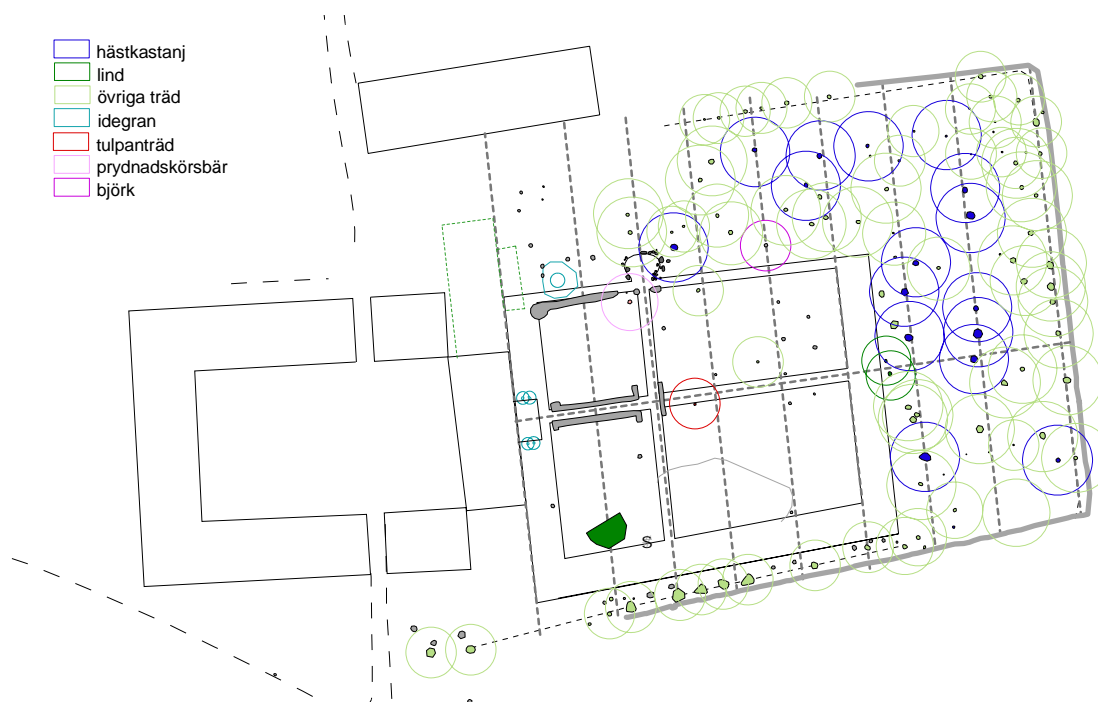 hästkastanj
lind
övriga träd
idegran
tulpanträd
prydnadskörsbär
björk
S